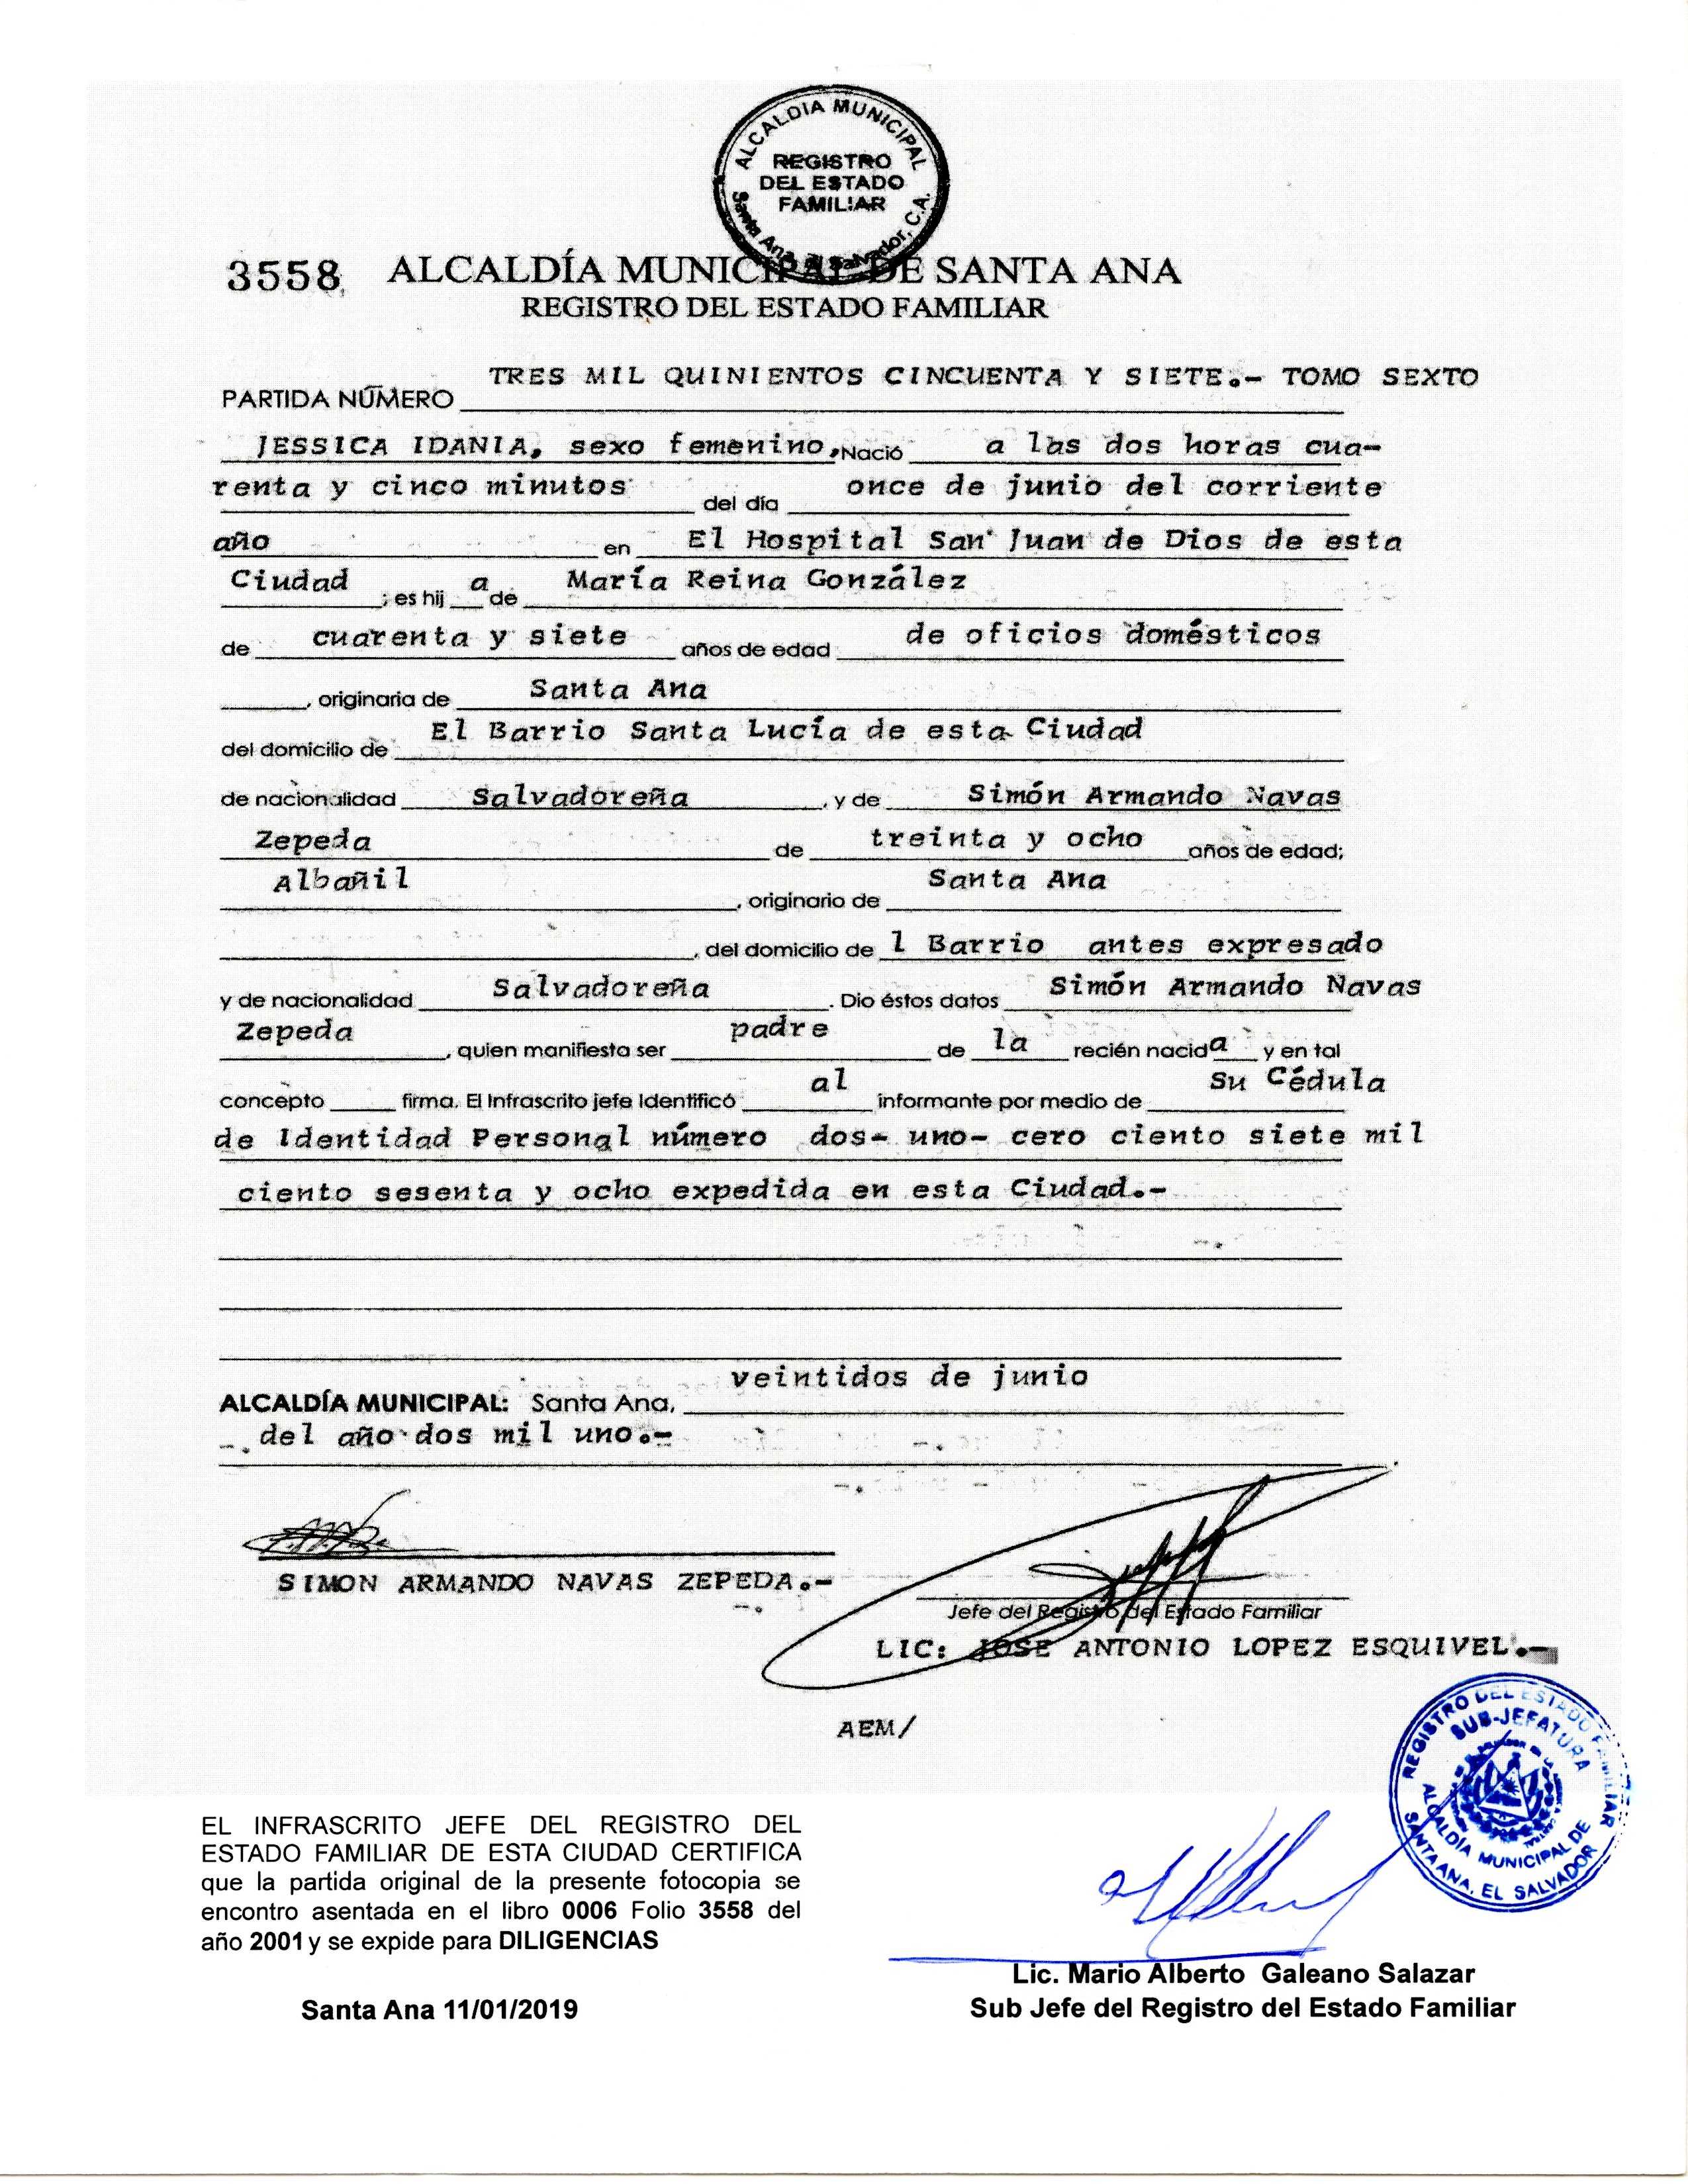 ALCALDIA MUNICIPAL
REGISTRO
DEL ESTADO
FAMILIAR
Santa Ana, El Salvador, C.A.
3558 ALCALDÍA MUNICIPAL DE SANTA ANA
REGISTRO DEL ESTADO FAMILIAR
PARTIDA NÚMERO TRES MIL QUINIENTOS CINCUENTA Y SIETE.- TOMO SEXTO
JESSICA IDANIA, sexo femenino, Nació a las dos horas cua-
renta y cinco minutos del día once de junio del corriente
año en El Hospital San Juan de Dios de esta
Ciudad ; es hija de María Reina González
de cuarenta y siete años de edad de oficios domésticos
, originaria de Santa Ana
del domicilio de El Barrio Santa Lucía de esta Ciudad
de nacionalidad Salvadoreña , y de Simón Armando Navas
Zepeda de treinta y ocho años de edad;
Albañil , originario de Santa Ana
, del domicilio de l Barrio antes expresado
y de nacionalidad Salvadoreña . Dio éstos datos Simón Armando Navas
Zepeda , quien manifiesta ser padre de la recién nacida y en tal
concepto firma. El Infrascrito jefe Identificó al informante por medio de Su Cédula
de Identidad Personal número dos- uno- cero ciento siete mil
ciento sesenta y ocho expedida en esta Ciudad.-
ALCALDÍA MUNICIPAL: Santa Ana, veintidos de junio
del año dos mil uno.-
SIMON ARMANDO NAVAS ZEPEDA.-
Jefe del Registro del Estado Familiar
LIC: JOSE ANTONIO LOPEZ ESQUIVEL.-
AEM/
REGISTRO DEL ESTADO FAMILIAR
SUB-JEFATURA
ALCALDÍA MUNICIPAL DE
SANTA ANA, EL SALVADOR
EL INFRASCRITO JEFE DEL REGISTRO DEL
ESTADO FAMILIAR DE ESTA CIUDAD CERTIFICA
que la partida original de la presente fotocopia se
encontro asentada en el libro 0006 Folio 3558 del
año 2001 y se expide para DILIGENCIAS
Santa Ana 11/01/2019
Lic. Mario Alberto Galeano Salazar
Sub Jefe del Registro del Estado Familiar